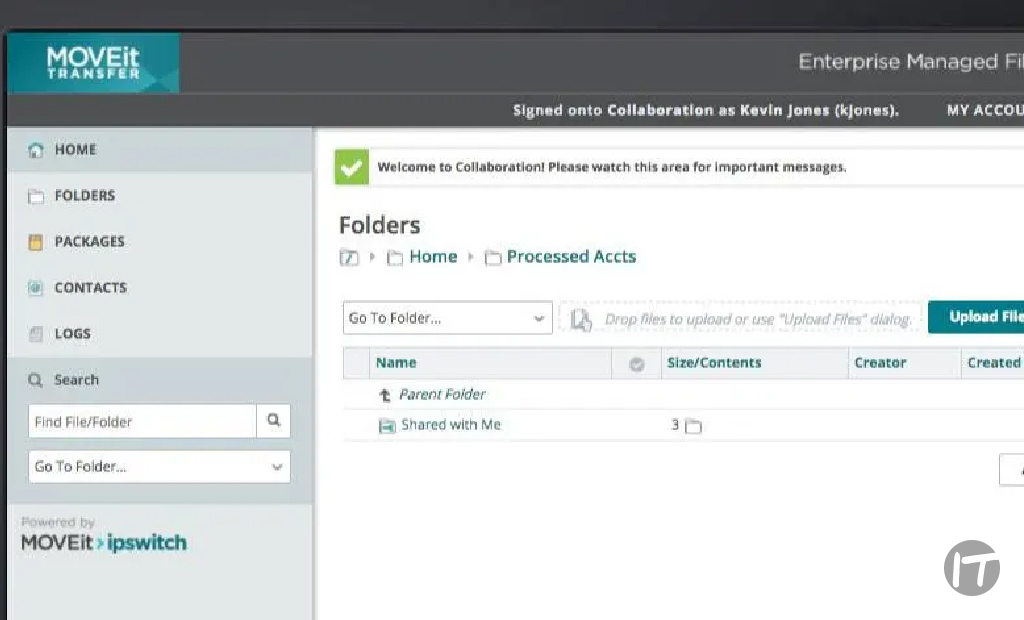 MOVEit
TRANSFER
Enterprise Managed Fil
Signed onto Collaboration as Kevin Jones (kjones).
MY ACCOU
HOME
FOLDERS
PACKAGES
CONTACTS
LOGS
Search
Find File/Folder
Go To Folder...
Powered by
MOVEit>ipswitch
Welcome to Collaboration! Please watch this area for important messages.
Folders
Home
Processed Accts
Go To Folder...
Drop files to upload or use "Upload Files" dialog.
Upload File
Name
Size/Contents
Creator
Created
Parent Folder
Shared with Me
3
IT